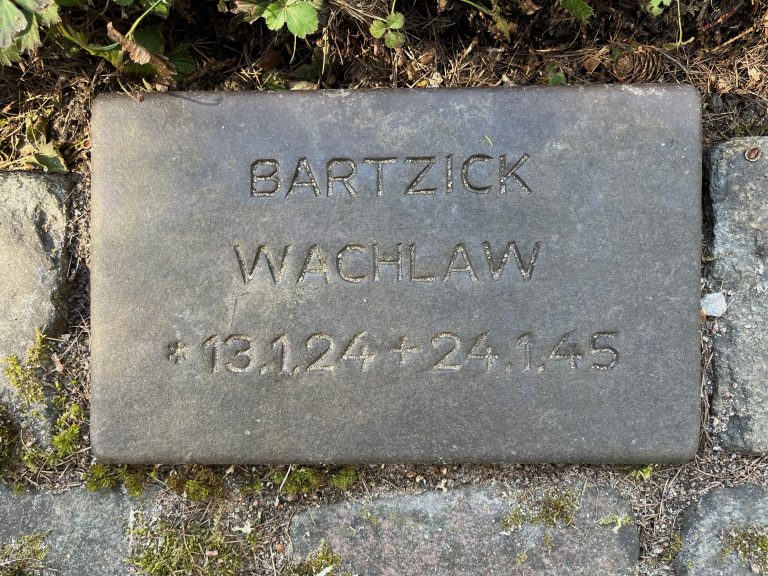 BARTZICK
WACHLAW
* 13.1.24 + 24.1.45